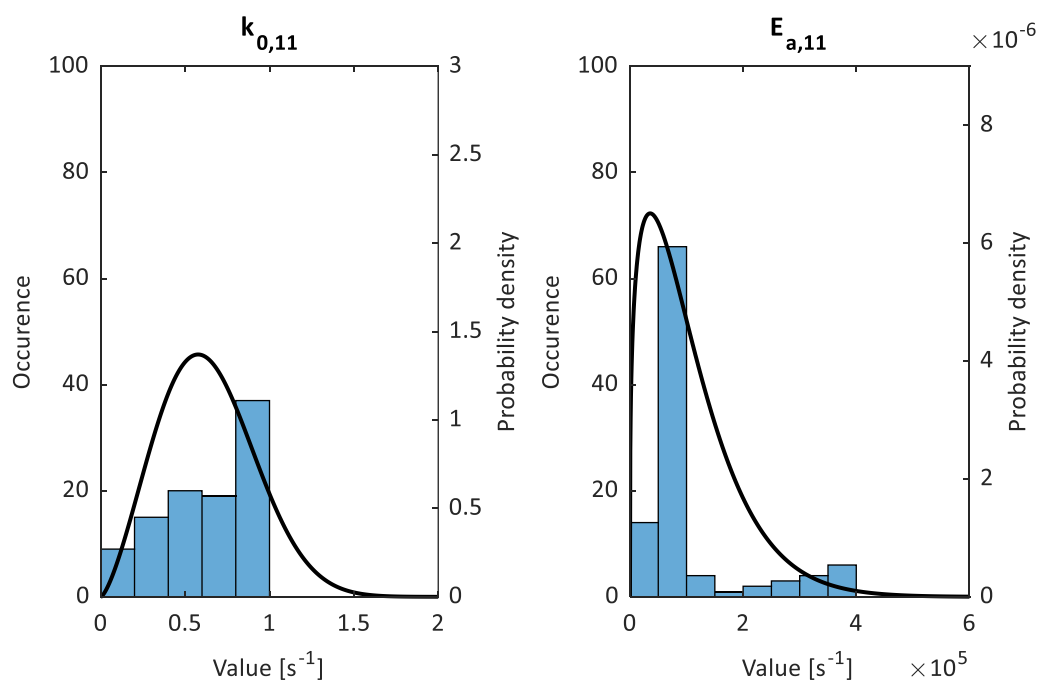 k0,11
100
80
60
40
20
0
Occurence
3
2.5
2
1.5
1
0.5
0
Probability density
0 0.5 1 1.5 2
Value [s-1]
Ea,11
×10-6
100
80
60
40
20
0
Occurence
8
6
4
2
0
Probability density
0 2 4 6
Value [s-1] ×105